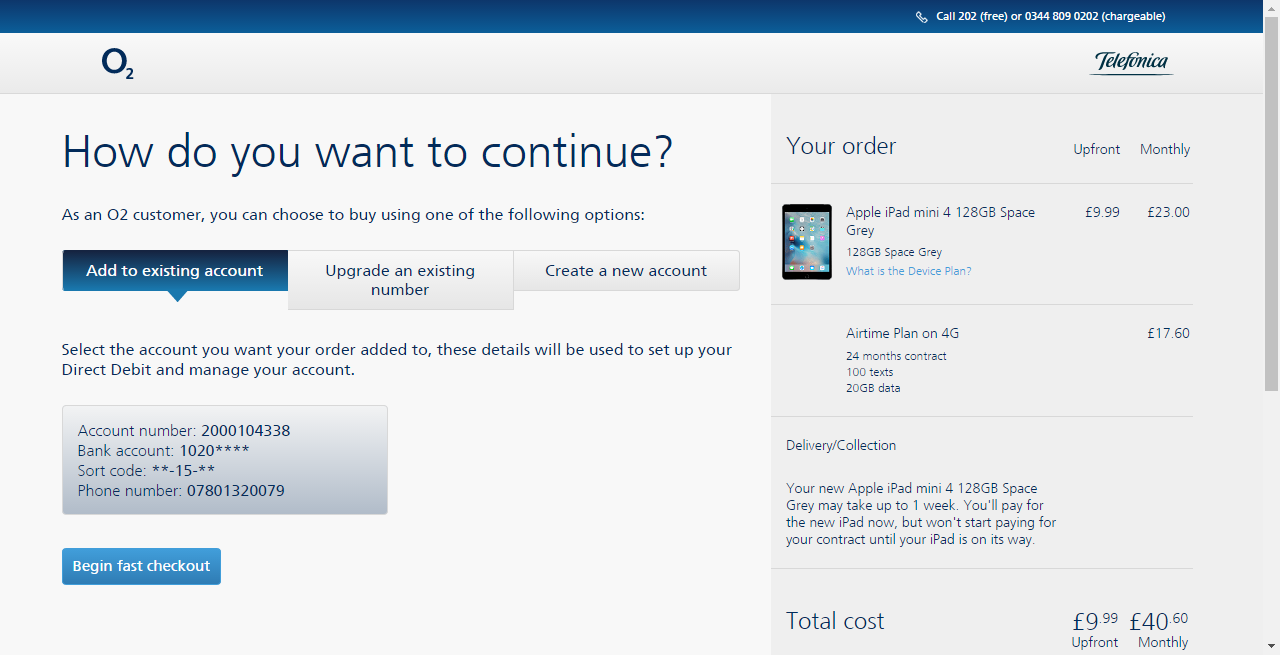 Call 202 (free) or 0344 809 0202 (chargeable)
O2
Telefónica
How do you want to continue?
As an O2 customer, you can choose to buy using one of the following options:
Add to existing account
Upgrade an existing
number
Create a new account
Select the account you want your order added to, these details will be used to set up your
Direct Debit and manage your account.
Account number: 2000104338
Bank account: 1020****
Sort code: **-15-**
Phone number: 07801320079
Begin fast checkout
Your order
Upfront Monthly
Apple iPad mini 4 128GB Space £9.99 £23.00
Grey
128GB Space Grey
What is the Device Plan?
Airtime Plan on 4G £17.60
24 months contract
100 texts
20GB data
Delivery/Collection
Your new Apple iPad mini 4 128GB Space
Grey may take up to 1 week. You'll pay for
the new iPad now, but won't start paying for
your contract until your iPad is on its way.
Total cost £9.99 £40.60
Upfront Monthly